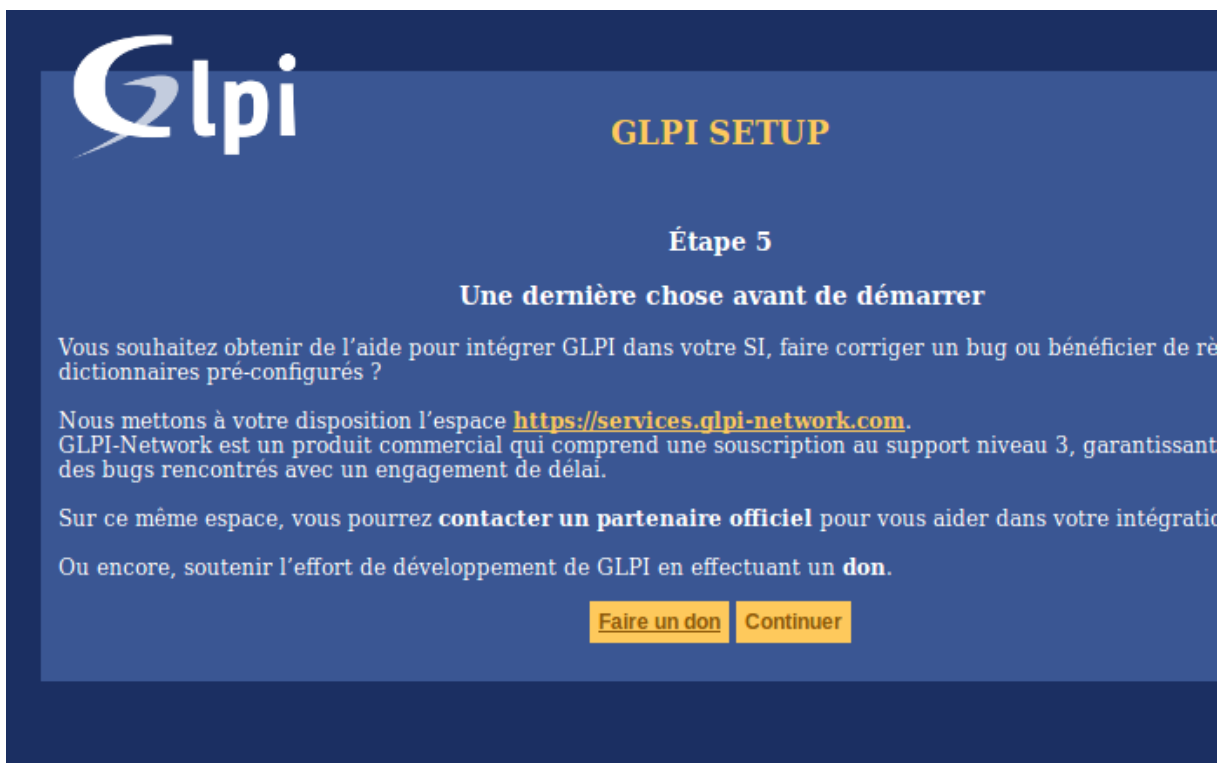 Glpi
GLPI SETUP
Étape 5
Une dernière chose avant de démarrer
Vous souhaitez obtenir de l’aide pour intégrer GLPI dans votre SI, faire corriger un bug ou bénéficier de
dictionnaires pré-configurés ?
Nous mettons à votre disposition l’espace https://services.glpi-network.com.
GLPI-Network est un produit commercial qui comprend une souscription au support niveau 3, garantissant
des bugs rencontrés avec un engagement de délai.
Sur ce même espace, vous pourrez contacter un partenaire officiel pour vous aider dans votre
Ou encore, soutenir l’effort de développement de GLPI en effectuant un don.
Faire un don Continuer